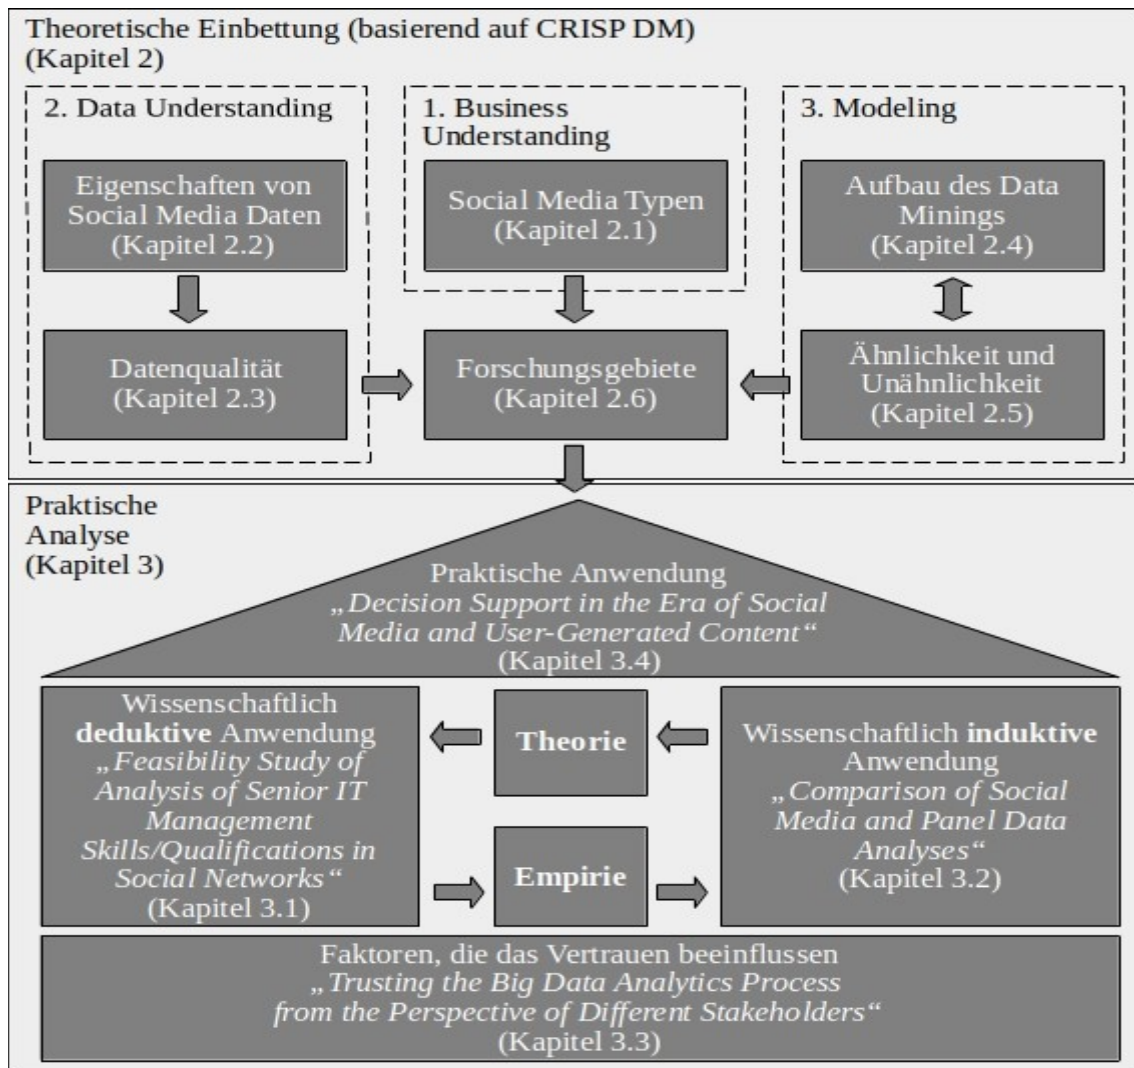 Theoretische Einbettung (basierend auf CRISP DM)
(Kapitel 2)
2. Data Understanding
Eigenschaften von
Social Media Daten
(Kapitel 2.2)
Datenqualität
(Kapitel 2.3)
1. Business
Understanding
Social Media Typen
(Kapitel 2.1)
Forschungsgebiete
(Kapitel 2.6)
3. Modeling
Aufbau des Data
Minings
(Kapitel 2.4)
Ähnlichkeit und
Unähnlichkeit
(Kapitel 2.5)
Praktische
Analyse
(Kapitel 3)
Praktische Anwendung
„Decision Support in the Era of Social
Media and User-Generated Content“
(Kapitel 3.4)
Wissenschaftlich
deduktive Anwendung
„Feasibility Study of
Analysis of Senior IT
Management
Skills/Qualifications in
Social Networks“
(Kapitel 3.1)
Theorie
Empirie
Wissenschaftlich induktive
Anwendung
„Comparison of Social
Media and Panel Data
Analyses“
(Kapitel 3.2)
Faktoren, die das Vertrauen beeinflussen
„Trusting the Big Data Analytics Process
from the Perspective of Different Stakeholders“
(Kapitel 3.3)